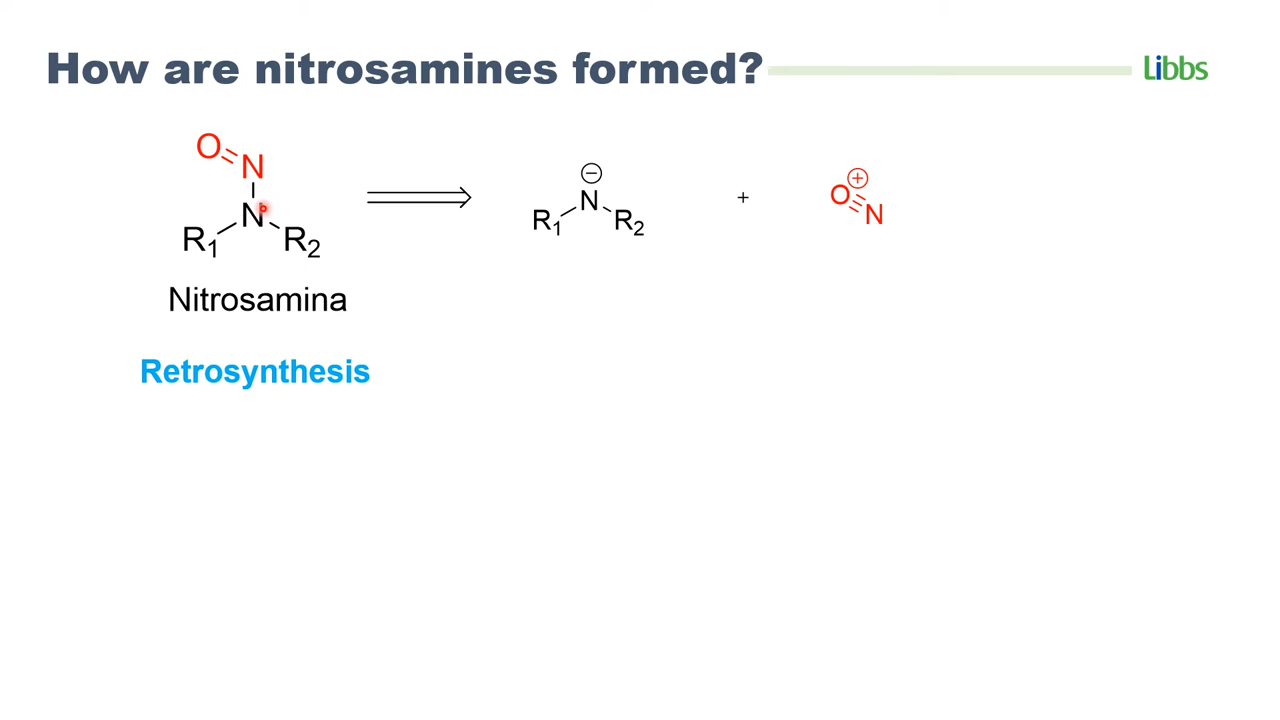 How are nitrosamines formed?
Libbs
O
N
N
R1 R2
⊖
N
R1 R2
+
⊕
O
N
Nitrosamina
Retrosynthesis